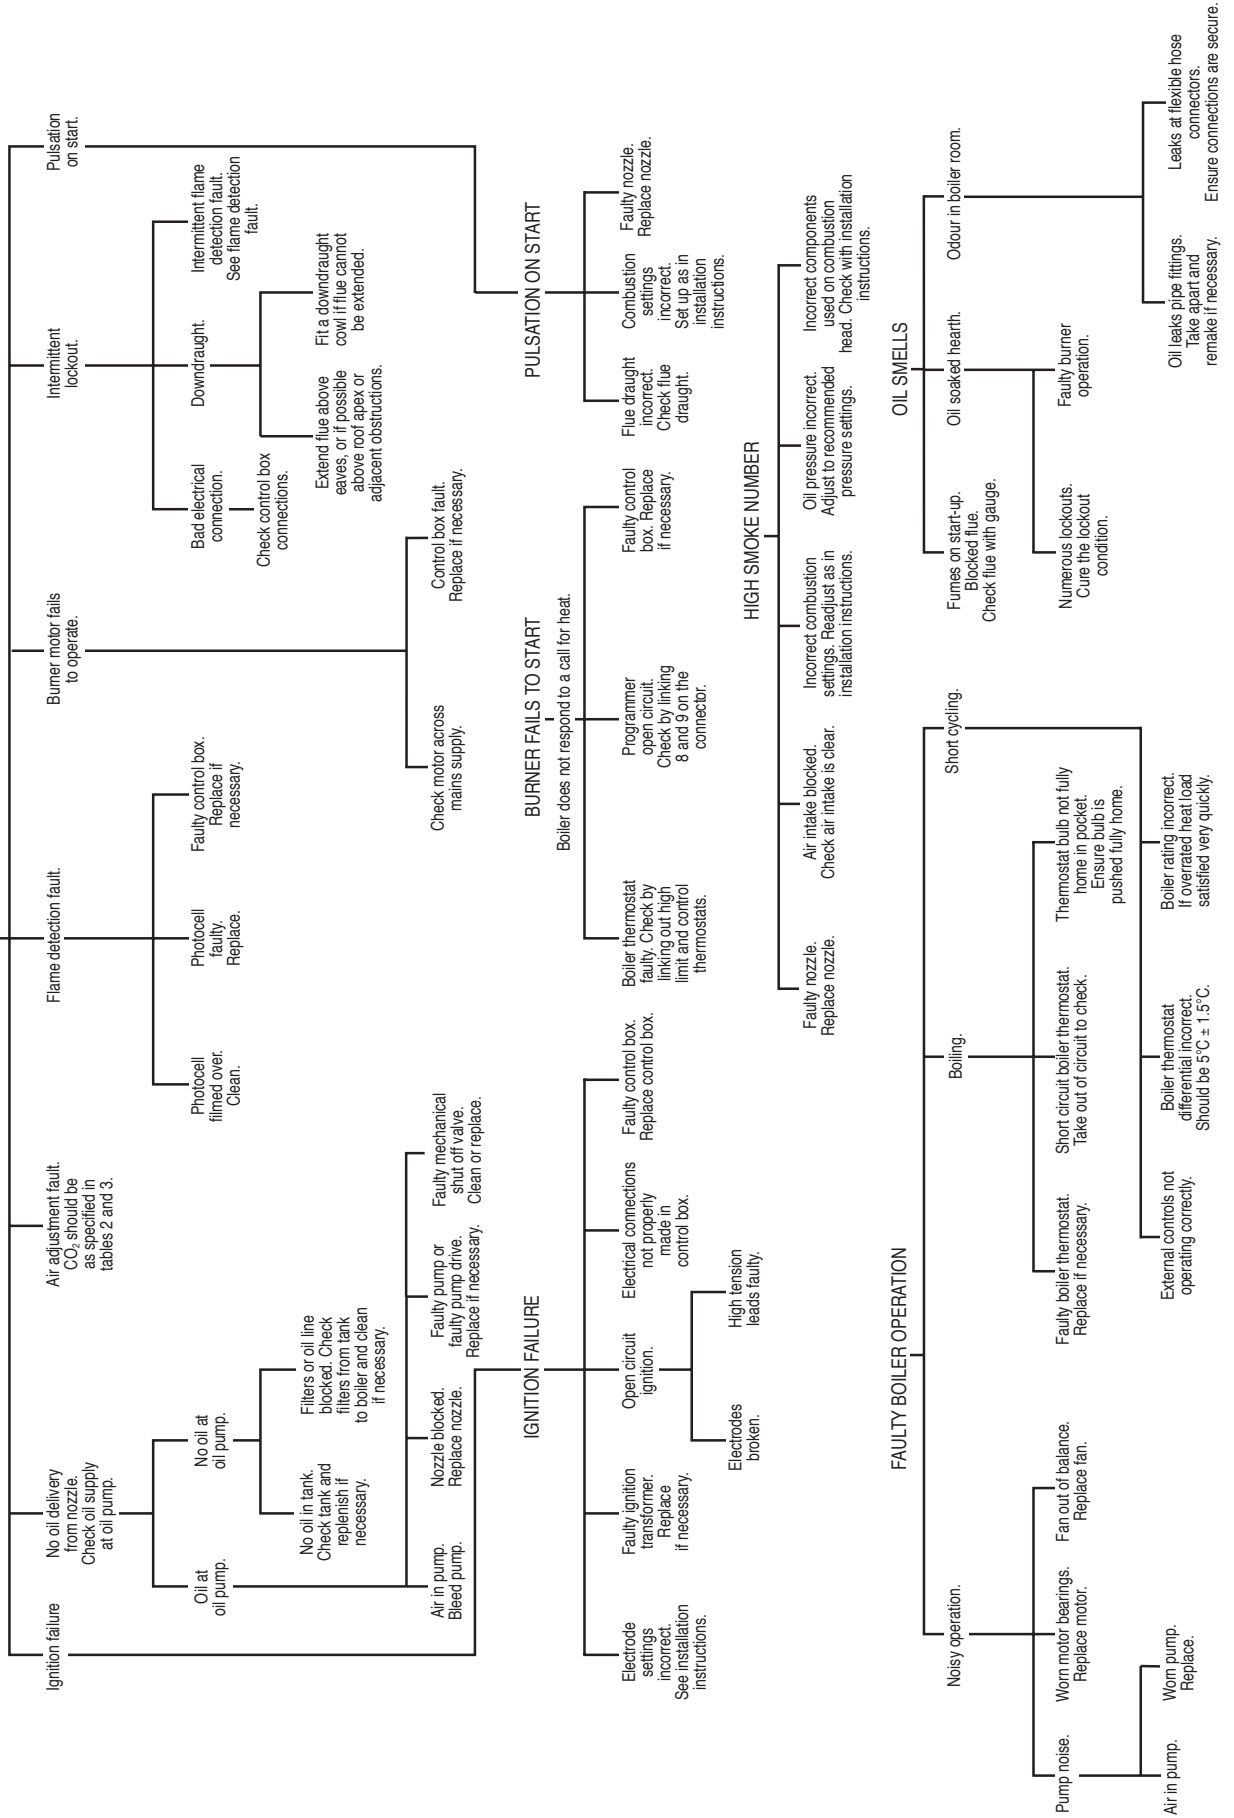 Ignition failure
No oil delivery
from nozzle.
Check oil supply
at oil pump.
Oil at
oil pump.
No oil at
oil pump.
No oil in tank.
Check tank and
replenish if
necessary.
Filters or oil line
blocked. Check
filters from tank
to boiler and clean
if necessary.
Air in pump.
Bleed pump.
Nozzle blocked.
Replace nozzle.
Faulty pump or
faulty pump drive.
Replace if necessary.
Faulty mechanical
shut off valve.
Clean or replace.
Air adjustment fault.
CO₂ should be
as specified in
tables 2 and 3.
Flame detection fault.
Photocell
filmed over.
Clean.
Photocell
faulty.
Replace.
Faulty control box.
Replace if
necessary.
Burner motor fails
to operate.
Check motor across
mains supply.
Control box fault.
Replace if necessary.
Intermittent
lockout.
Bad electrical
connection.
Check control box
connections.
Downdraught.
Extend flue above
eaves, or if possible
above roof apex or
adjacent obstructions.
Fit a downdraught
cowl if flue cannot
be extended.
Intermittent flame
detection fault.
See flame detection
fault.
Pulsation
on start.
IGNITION FAILURE
Electrode
settings
incorrect.
See installation
instructions.
Faulty ignition
transformer.
Replace
if necessary.
Open circuit
ignition.
Electrodes
broken.
High tension
leads faulty.
Electrical connections
not properly
made in
control box.
Faulty control box.
Replace control box.
BURNER FAILS TO START
Boiler does not respond to a call for heat.
Boiler thermostat
faulty. Check by
linking out high
limit and control
thermostats.
Programmer
open circuit.
Check by linking
8 and 9 on the
connector.
Faulty control
box. Replace
if necessary.
PULSATION ON START
Flue draught
incorrect.
Check flue
draught.
Combustion
settings
incorrect.
Set up as in
installation
instructions.
Faulty nozzle.
Replace nozzle.
HIGH SMOKE NUMBER
Faulty nozzle.
Replace nozzle.
Air intake blocked.
Check air intake is clear.
Incorrect combustion
settings. Readjust as in
installation instructions.
Oil pressure incorrect.
Adjust to recommended
pressure settings.
Incorrect components
used on combustion
head. Check with installation
instructions.
FAULTY BOILER OPERATION
Noisy operation.
Pump noise.
Air in pump.
Worn pump.
Replace.
Worn motor bearings.
Replace motor.
Fan out of balance.
Replace fan.
Boiling.
Faulty boiler thermostat.
Replace if necessary.
Short circuit boiler thermostat.
Take out of circuit to check.
Thermostat bulb not fully
home in pocket.
Ensure bulb is
pushed fully home.
Short cycling.
External controls not
operating correctly.
Boiler thermostat
differential incorrect.
Should be 5°C ± 1.5°C.
Boiler rating incorrect.
If overrated heat load
satisfied very quickly.
OIL SMELLS
Fumes on start-up.
Blocked flue.
Check flue with gauge.
Oil soaked hearth.
Numerous lockouts.
Cure the lockout
condition.
Faulty burner
operation.
Odour in boiler room.
Oil leaks pipe fittings.
Take apart and
remake if necessary.
Leaks at flexible hose
connectors.
Ensure connections are secure.